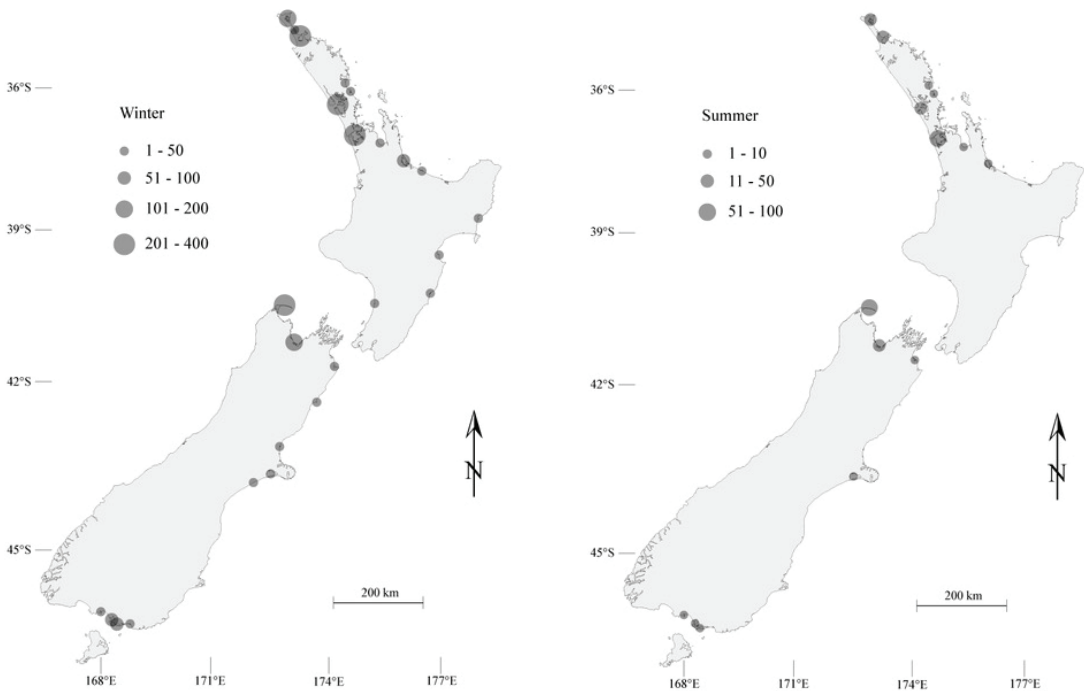 36°S
Winter
1 - 50
51 - 100
101 - 200
201 - 400
39°S
42°S
45°S
N
200 km
168°E
171°E
174°E
177°E
36°S
Summer
1 - 10
11 - 50
51 - 100
39°S
42°S
45°S
N
200 km
168°E
171°E
174°E
177°E